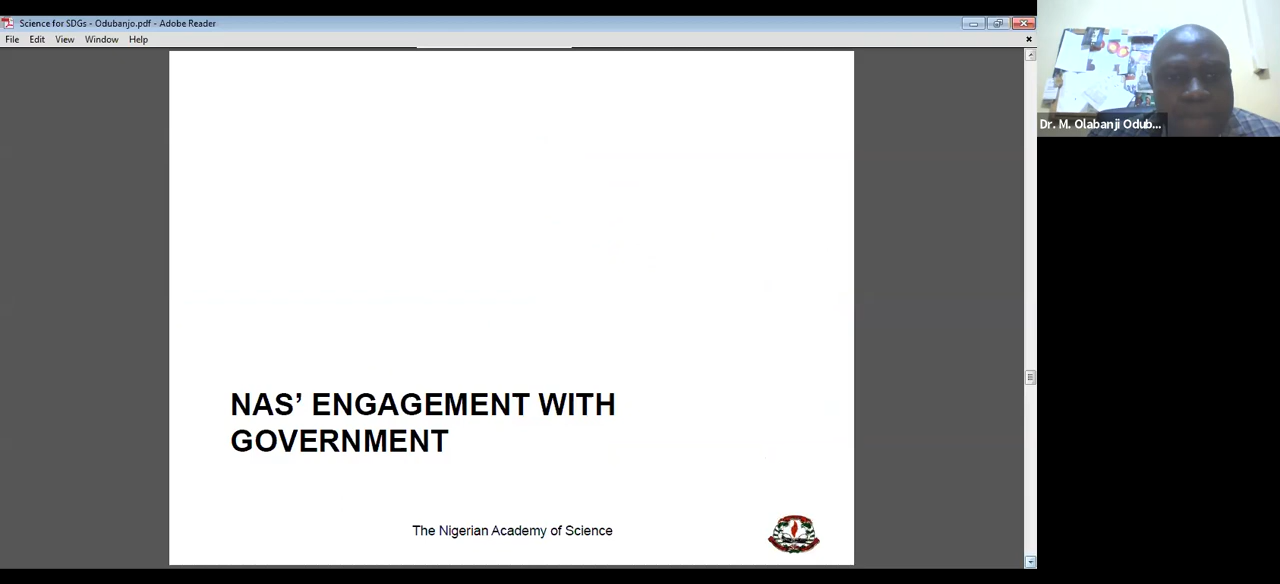 Science for SDGs - Odubanjo.pdf - Adobe Reader
File Edit View Window Help
Dr. M. Olabanji Odub...
NAS’ ENGAGEMENT WITH
GOVERNMENT
The Nigerian Academy of Science